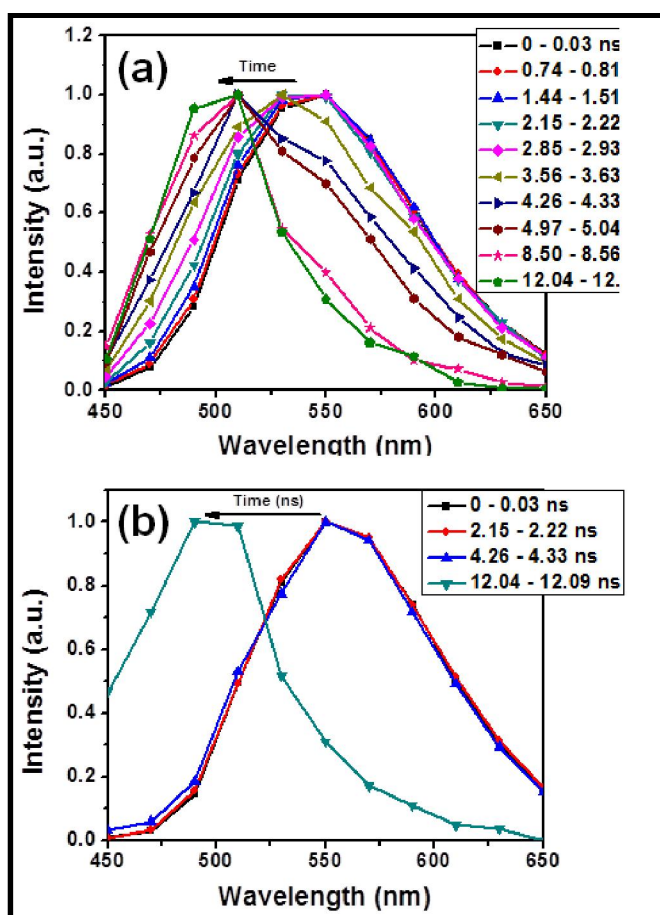 (a)
Time
0 - 0.03 ns
0.74 - 0.81
1.44 - 1.51
2.15 - 2.22
2.85 - 2.93
3.56 - 3.63
4.26 - 4.33
4.97 - 5.04
8.50 - 8.56
12.04 - 12.
1.2
1.0
0.8
0.6
0.4
0.2
0.0
Intensity (a.u.)
450 500 550 600 650
Wavelength (nm)
(b)
Time (ns)
0 - 0.03 ns
2.15 - 2.22 ns
4.26 - 4.33 ns
12.04 - 12.09 ns
1.0
0.8
0.6
0.4
0.2
0.0
Intensity (a.u.)
450 500 550 600 650
Wavelength (nm)